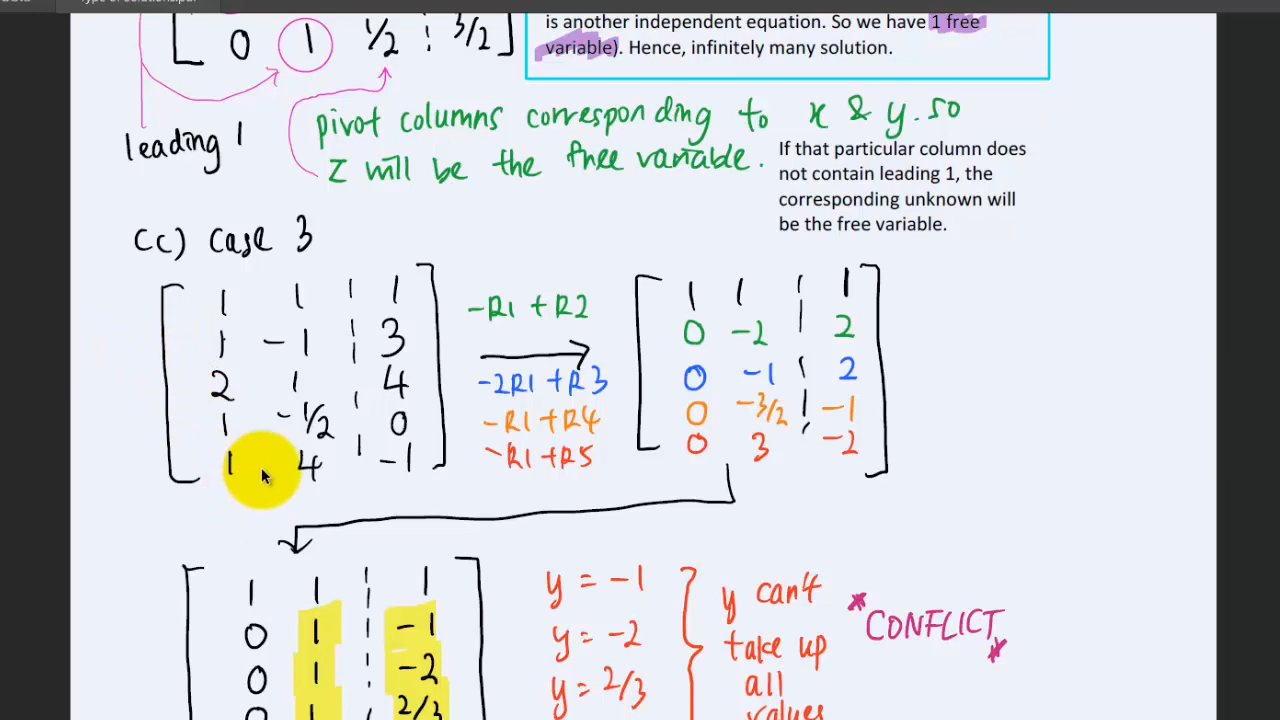 Type of Solutions.pdf
is another independent equation. So we have 1 free
variable). Hence, infinitely many solution.
0 1 1/2 ¦ 3/2
leading 1
pivot columns corresponding to x & y. so
z will be the free variable.
If that particular column does
not contain leading 1, the
corresponding unknown will
be the free variable.
(c) Case 3
1 1 ¦ 1
1 -1 ¦ 3
2 1 ¦ 4
1 -1/2 ¦ 0
1 4 ¦ -1
-R1 + R2
-2R1 + R3
-R1 + R4
-R1 + R5
1 1 ¦ 1
0 -2 ¦ 2
0 -1 ¦ 2
0 -3/2 ¦ -1
0 3 ¦ -2
1 1 ¦ 1
0 1 ¦ -1
0 1 ¦ -2
0 1 ¦ 2/3
y = -1
y = -2
y = 2/3
y can't
take up
all
values
*CONFLICT*